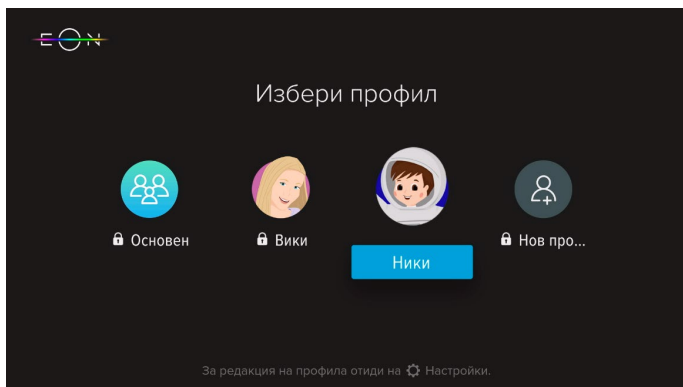 EON
Избери профил
Основен
Вики
Ники
Нов про...
За редакция на профила отиди на Настройки.